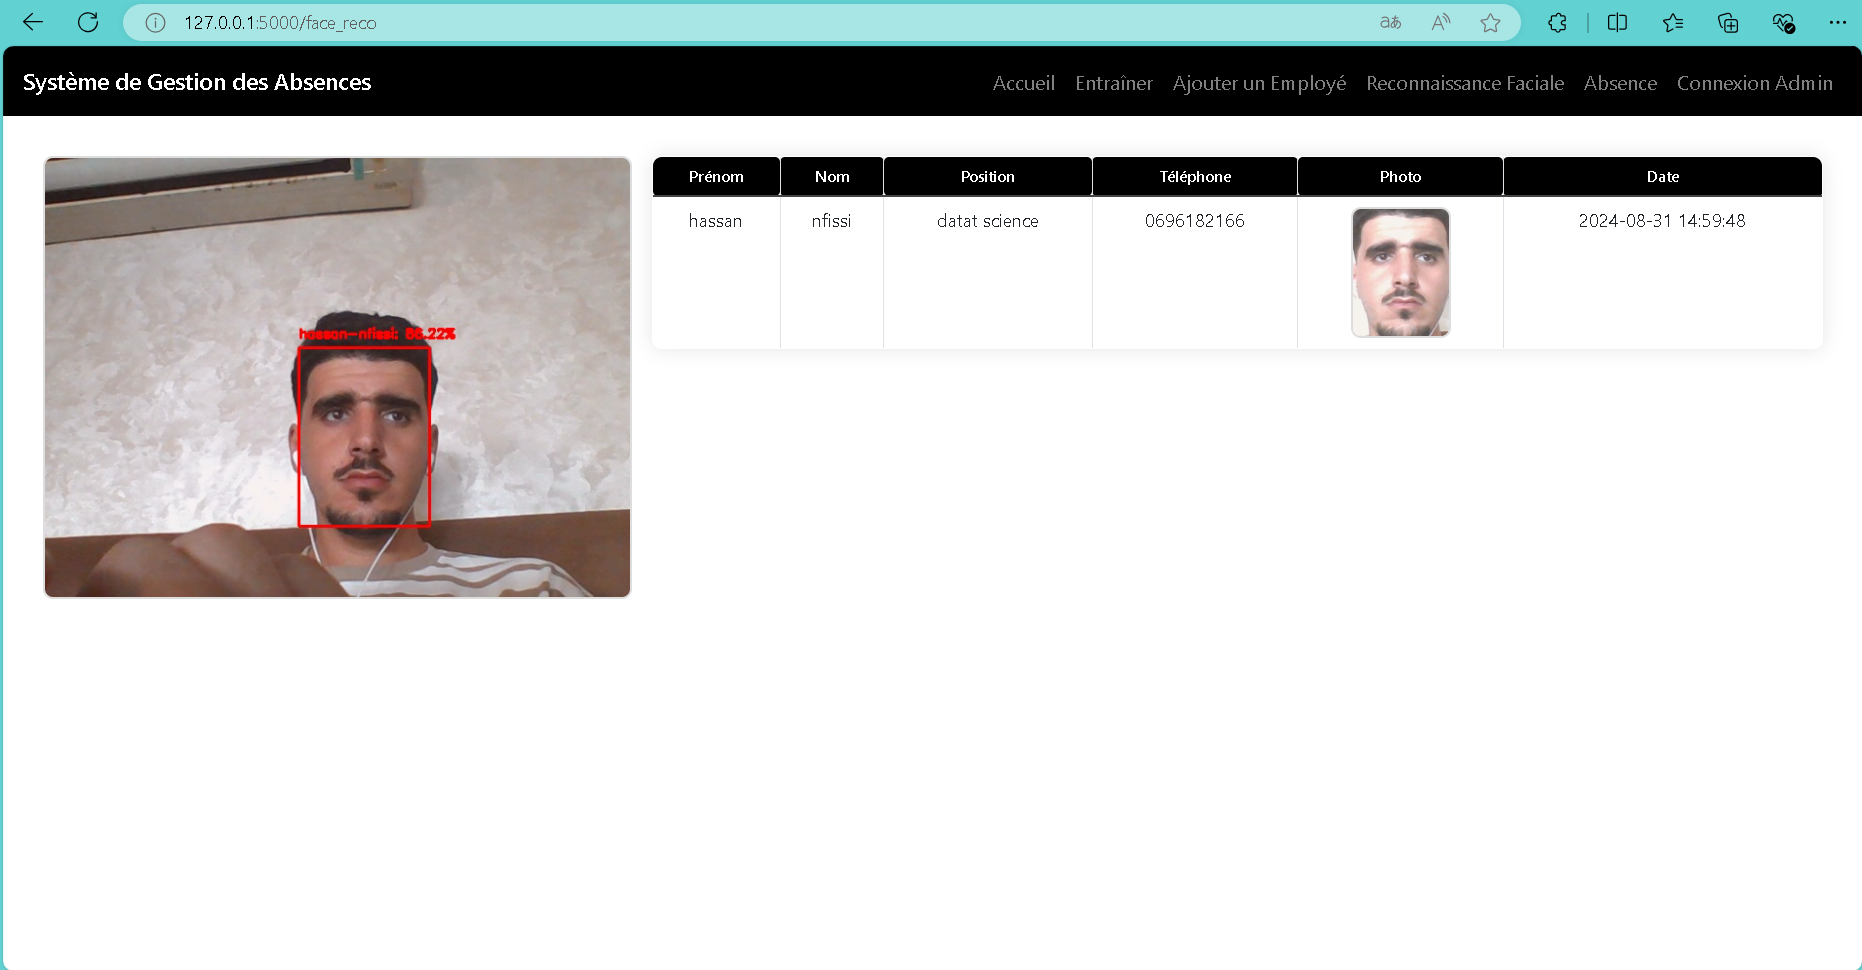 127.0.0.1:5000/face_reco
Système de Gestion des Absences
Accueil Entraîner Ajouter un Employé Reconnaissance Faciale Absence Connexion Admin
hassan-nfissi: 86.22%
Prénom Nom Position Téléphone Photo Date
hassan nfissi datat science 0696182166 2024-08-31 14:59:48